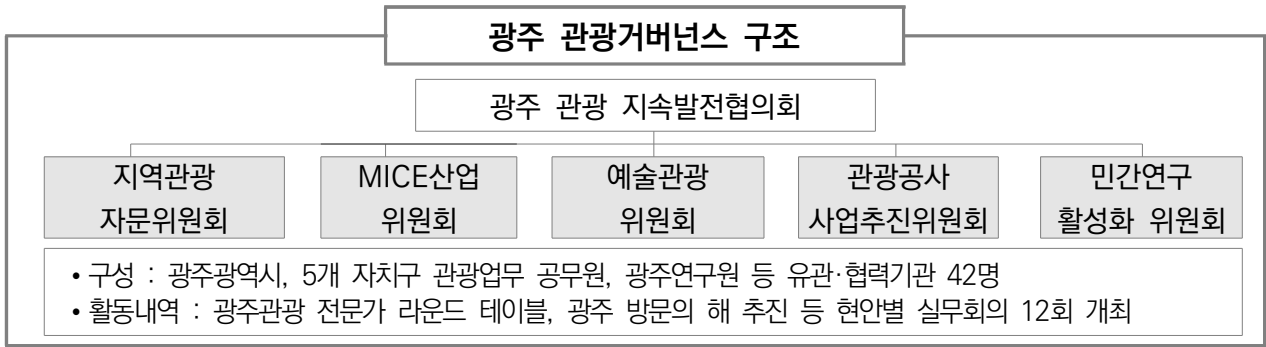 광주 관광거버넌스 구조
광주 관광 지속발전협의회
지역관광
자문위원회
MICE산업
위원회
예술관광
위원회
관광공사
사업추진위원회
민간연구
활성화 위원회
• 구성 : 광주광역시, 5개 자치구 관광업무 공무원, 광주연구원 등 유관·협력기관 42명
• 활동내역 : 광주관광 전문가 라운드 테이블, 광주 방문의 해 추진 등 현안별 실무회의 12회 개최